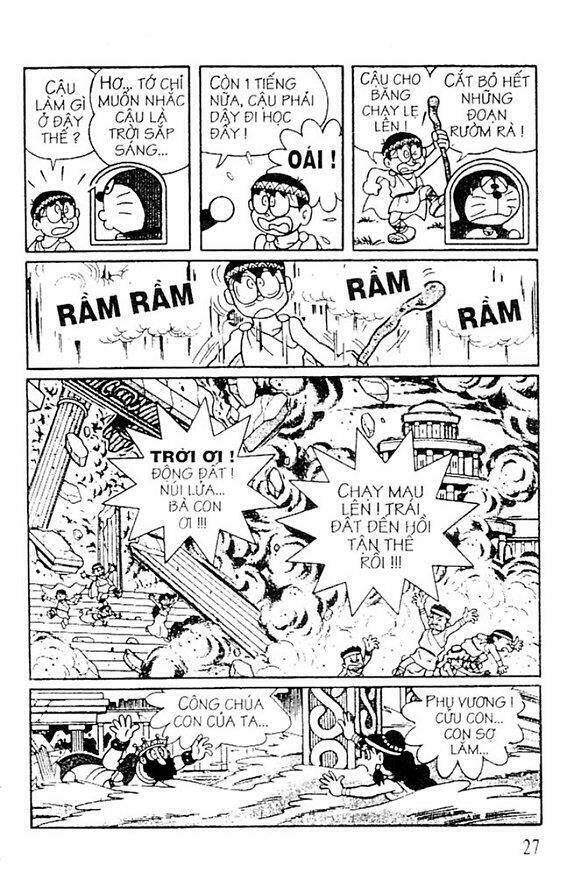 CẬU
LÀM GÌ
Ở ĐÂY
THẾ ?
HƠ... TỚ CHỈ
MUỐN NHẮC
CẬU LÀ
TRỜI SẮP
SÁNG...
CÒN 1 TIẾNG
NỮA, CẬU PHẢI
DẬY ĐI HỌC
ĐẤY !
OÁI !
CẬU CHO
BĂNG
CHẠY LẸ
LÊN !
CẮT BỎ HẾT
NHỮNG
ĐOẠN
RƯỜM RÀ !
RẦM RẦM
RẦM
RẦM
TRỜI ƠI !
ĐỘNG ĐẤT !
NÚI LỬA...
BÀ CON
ƠI !!!
CHẠY MAU
LÊN ! TRÁI
ĐẤT ĐẾN HỒI
TẬN THẾ
RỒI !!!
CÔNG CHÚA
CON CỦA TA...
PHỤ VƯƠNG !
CỨU CON...
CON SỢ
LẮM...
27